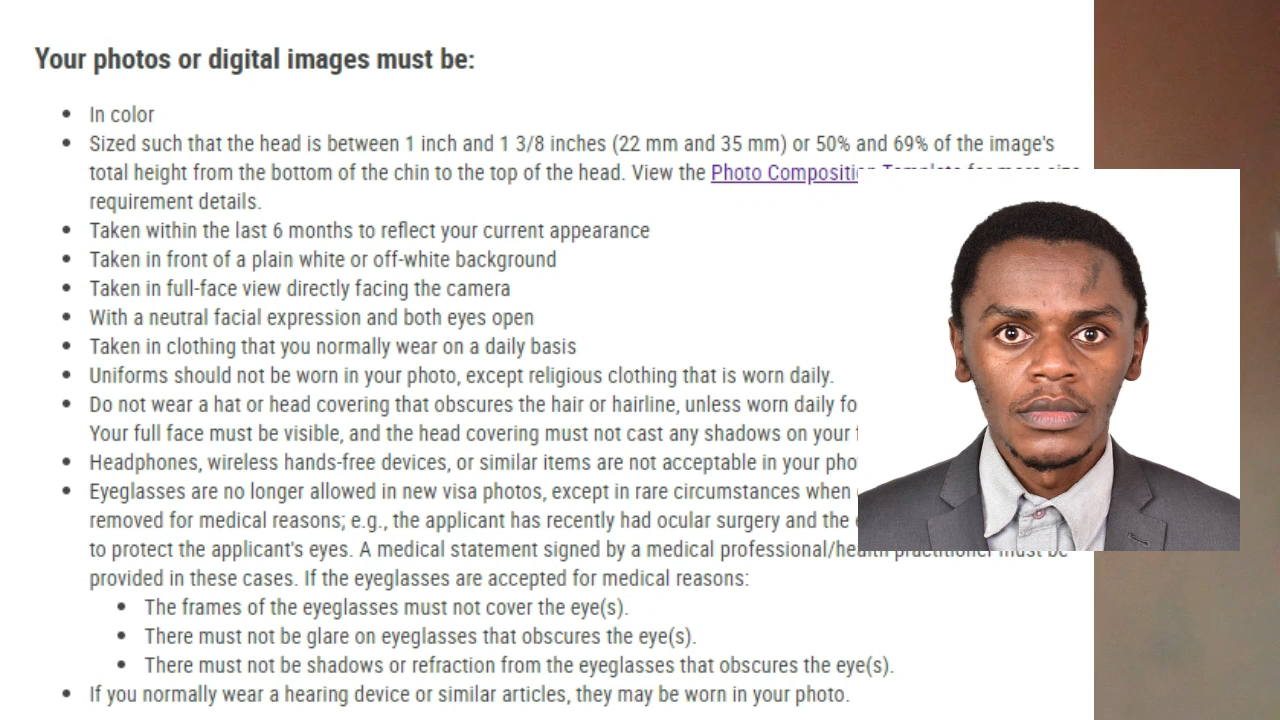 Your photos or digital images must be:
In color
Sized such that the head is between 1 inch and 1 3/8 inches (22 mm and 35 mm) or 50% and 69% of the image's
total height from the bottom of the chin to the top of the head. View the Photo Composition Template for more size
requirement details.
Taken within the last 6 months to reflect your current appearance
Taken in front of a plain white or off-white background
Taken in full-face view directly facing the camera
With a neutral facial expression and both eyes open
Taken in clothing that you normally wear on a daily basis
Uniforms should not be worn in your photo, except religious clothing that is worn daily.
Do not wear a hat or head covering that obscures the hair or hairline, unless worn daily
Your full face must be visible, and the head covering must not cast any shadows on your
Headphones, wireless hands-free devices, or similar items are not acceptable in your
Eyeglasses are no longer allowed in new visa photos, except in rare circumstances when
removed for medical reasons; e.g., the applicant has recently had ocular surgery and the
to protect the applicant's eyes. A medical statement signed by a medical professional/health practitioner must be
provided in these cases. If the eyeglasses are accepted for medical reasons:
The frames of the eyeglasses must not cover the eye(s).
There must not be glare on eyeglasses that obscures the eye(s).
There must not be shadows or refraction from the eyeglasses that obscures the eye(s).
If you normally wear a hearing device or similar articles, they may be worn in your photo.